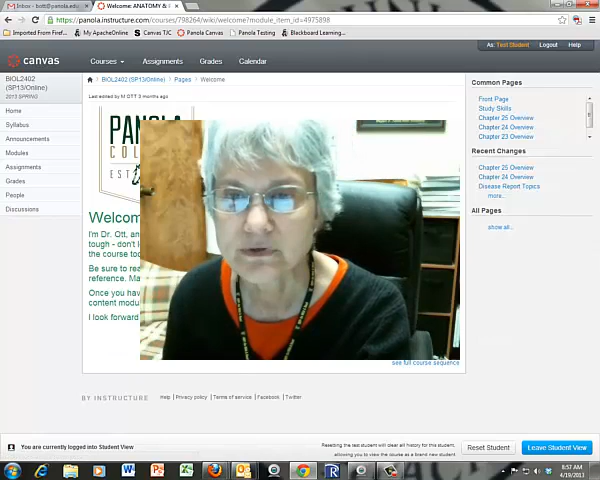 Inbox - bott@panola.edu
Welcome: ANATOMY &
https://panola.instructure.com/courses/798264/wiki/welcome?module_item_id=4975898
Imported From Firef...
My ApacheOnline
Canvas TJC
Panola Canvas
Panola Testing
Blackboard Learning...
As: Test Student Logout Help
canvas Courses Assignments Grades Calendar
BIOL2402
(SP13/Online)
2013 SPRING
Home
Syllabus
Announcements
Modules
Assignments
Grades
People
Discussions
BIOL2402 (SP13/Online) Pages Welcome
Last edited by M OTT 3 months ago
PANOLA
COL
EST
Welcom
I'm Dr. Ott, an
tough - don't
the course too
Be sure to rea
reference. Ma
Once you hav
content modu
I look forward
see full course sequence
Common Pages
Front Page
Study Skills
Chapter 25 Overview
Chapter 24 Overview
Chapter 23 Overview
Recent Changes
Chapter 25 Overview
Chapter 24 Overview
Disease Report Topics
more...
All Pages
show all...
BY INSTRUCTURE Help | Privacy policy | Terms of service | Facebook | Twitter
You are currently logged into Student View
Resetting the test student will clear all history for this student,
allowing you to view the course as a brand new student.
Reset Student
Leave Student View
8:57 AM
4/19/2013